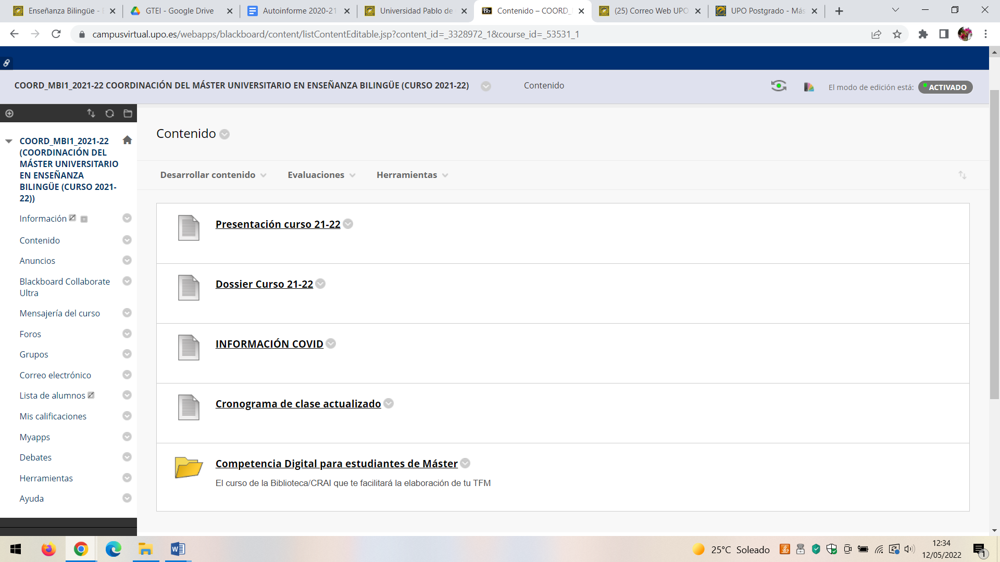 Enseñanza Bilingüe -
GTEI - Google Drive
Autoinforme 2020-21
Universidad Pablo de
Contenido – COORD_
(25) Correo Web UPO
UPO Postgrado - Más
campusvirtual.upo.es/webapps/blackboard/content/listContentEditable.jsp?content_id=_3328972_1&course_id=_53531_1
COORD_MBI1_2021-22 COORDINACIÓN DEL MÁSTER UNIVERSITARIO EN ENSEÑANZA BILINGÜE (CURSO 2021-22)
Contenido
El modo de edición está:
ACTIVADO
COORD_MBI1_2021-22
(COORDINACIÓN DEL
MÁSTER UNIVERSITARIO
EN ENSEÑANZA
BILINGÜE (CURSO 2021-
22))
Información
Contenido
Anuncios
Blackboard Collaborate
Ultra
Mensajería del curso
Foros
Grupos
Correo electrónico
Lista de alumnos
Mis calificaciones
Myapps
Debates
Herramientas
Ayuda
Contenido
Desarrollar contenido
Evaluaciones
Herramientas
Presentación curso 21-22
Dossier Curso 21-22
INFORMACIÓN COVID
Cronograma de clase actualizado
Competencia Digital para estudiantes de Máster
El curso de la Biblioteca/CRAI que te facilitará la elaboración de tu TFM
25°C Soleado
12:34
12/05/2022
1